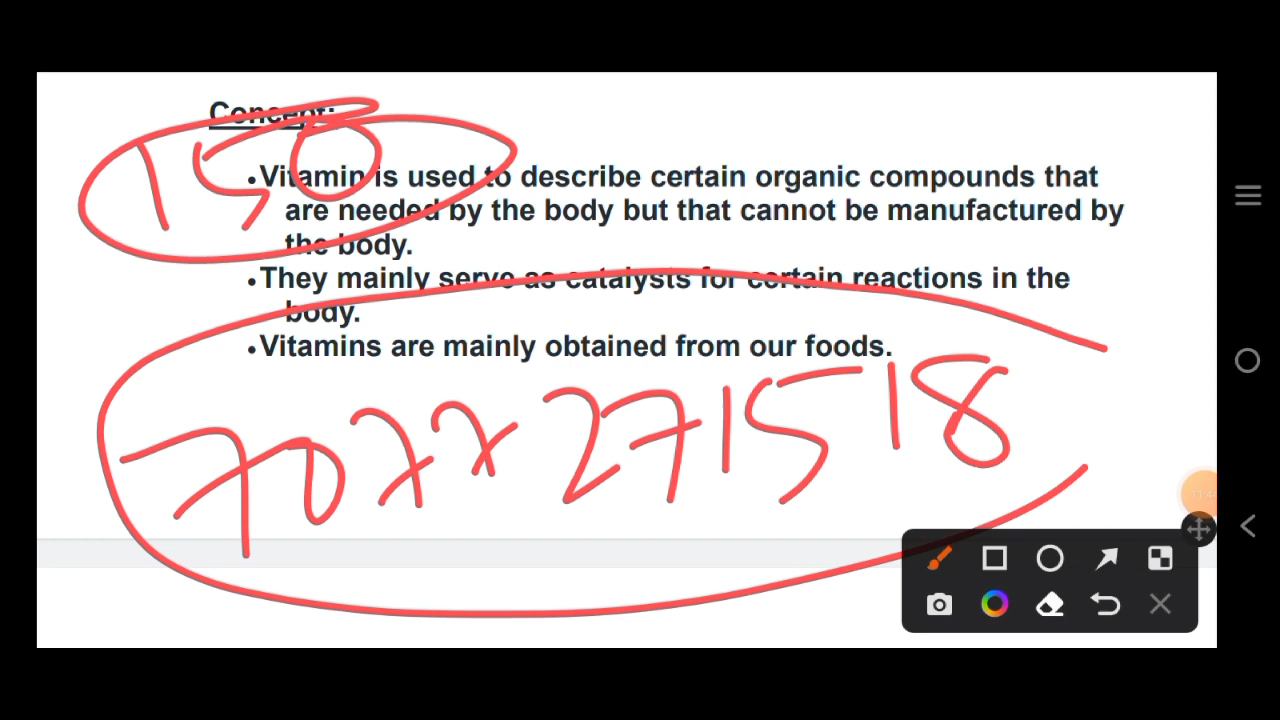 Concept:
150
•Vitamin is used to describe certain organic compounds that
are needed by the body but that cannot be manufactured by
the body.
•They mainly serve as catalysts for certain reactions in the
body.
•Vitamins are mainly obtained from our foods.
7077271518